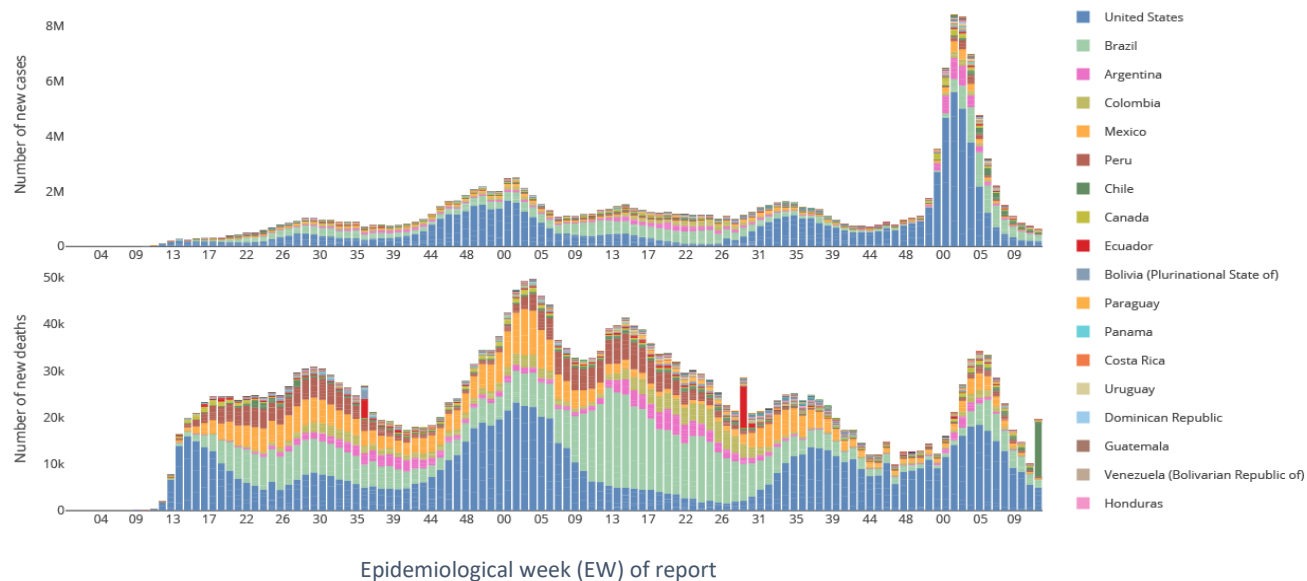 Number of new cases
8M
6M
4M
2M
0
04 09 13 17 22 26 30 35 39 44 48 00 05 09 13 17 22 26 31 35 39 44 48 00 05 09
Number of new deaths
50k
40k
30k
20k
10k
0
04 09 13 17 22 26 30 35 39 44 48 00 05 09 13 17 22 26 31 35 39 44 48 00 05 09
Epidemiological week (EW) of report
United States
Brazil
Argentina
Colombia
Mexico
Peru
Chile
Canada
Ecuador
Bolivia (Plurinational State of)
Paraguay
Panama
Costa Rica
Uruguay
Dominican Republic
Guatemala
Venezuela (Bolivarian Republic of)
Honduras